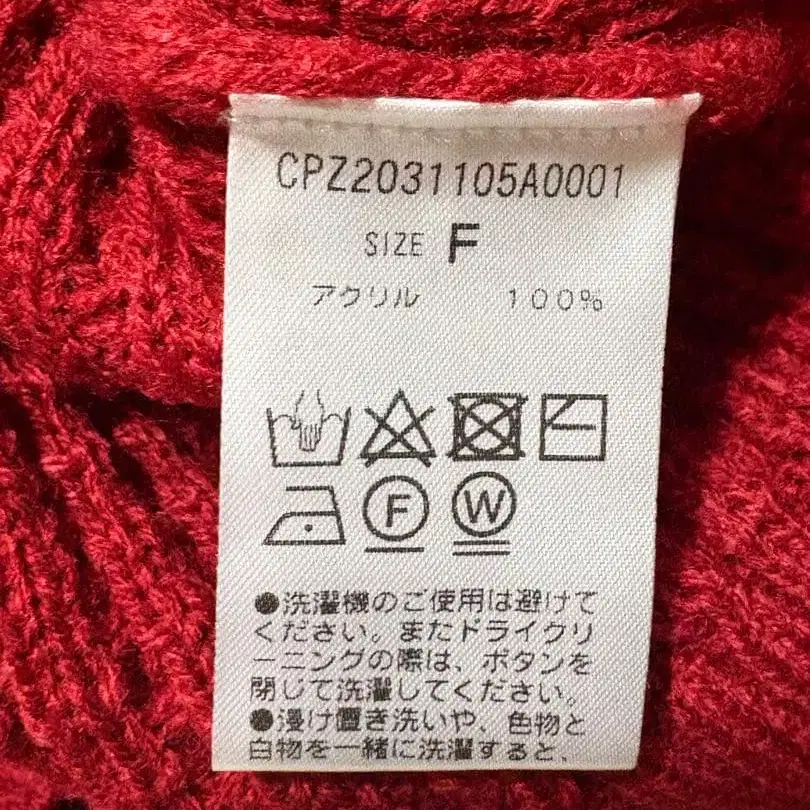 CPZ2031105A0001
SIZE F
アクリル 100%
F W
●洗濯機のご使用は避けて
ください。またドライクリ
ーニングの際は、ボタンを
閉じて洗濯してください。
●浸け置き洗いや、色物と
白物を一緒に洗濯すると、